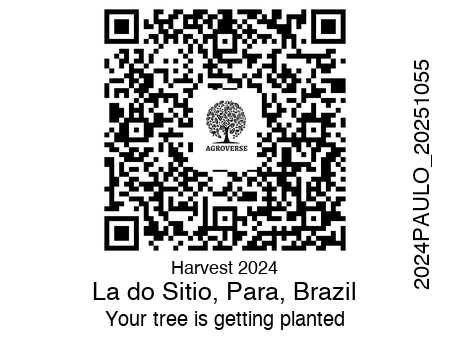 AGROVERSE
Harvest 2024
La do Sitio, Para, Brazil
Your tree is getting planted
2024PAULO_20251055